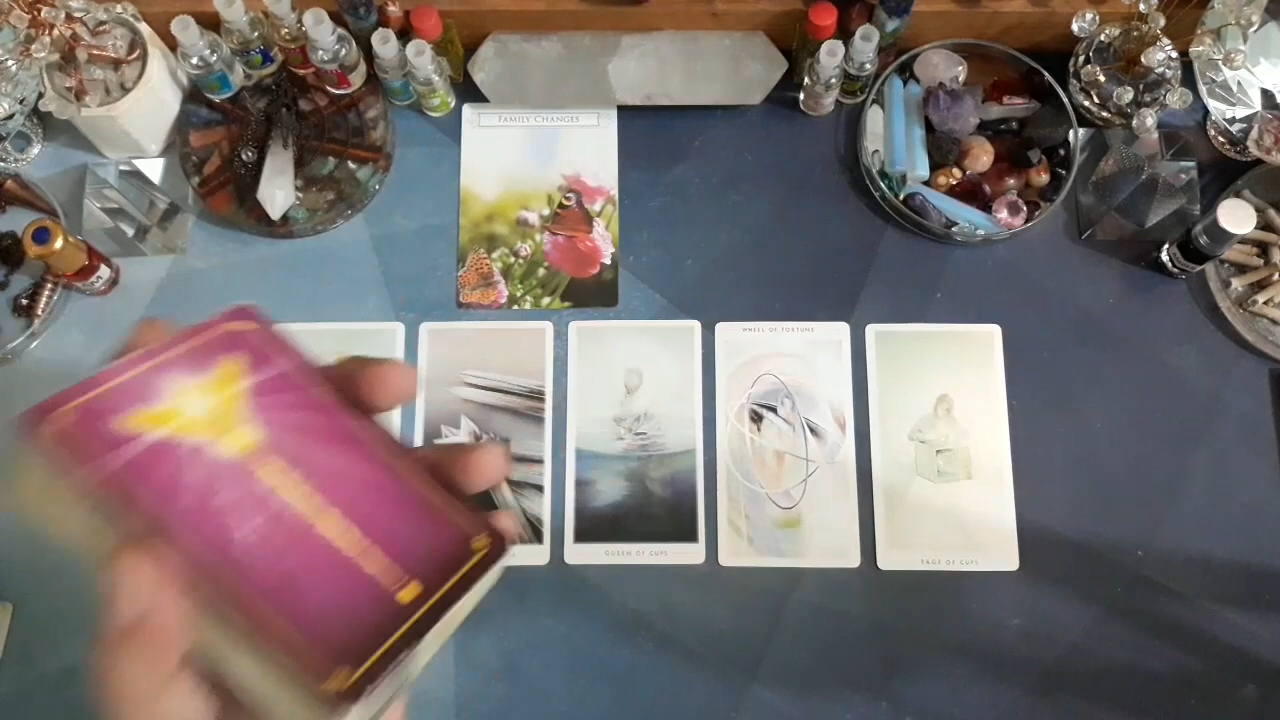 FAMILY CHANGES
WHEEL OF FORTUNE
QUEEN OF CUPS
PAGE OF CUPS